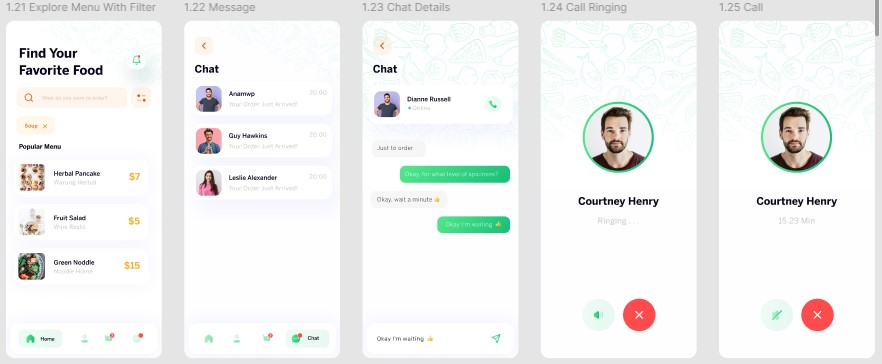 1.21 Explore Menu With Filter
Find Your
Favorite Food
What do you want to order?
Soup
Popular Menu
Herbal Pancake
Warung Herbal
$7
Fruit Salad
Wijie Resto
$5
Green Noddle
Noodle Home
$15
Home
1.22 Message
Chat
Anamwp
Your Order Just Arrived!
20:00
Guy Hawkins
Your Order Just Arrived!
20:00
Leslie Alexander
Your Order Just Arrived!
20:00
Chat
1.23 Chat Details
Chat
Dianne Russell
Online
Just to order
Okay, for what level of spiciness?
Okay, wait a minute 👍
Okay I'm waiting 👍
Okay I'm waiting 👍
1.24 Call Ringing
Courtney Henry
Ringing . . .
1.25 Call
Courtney Henry
15.23 Min